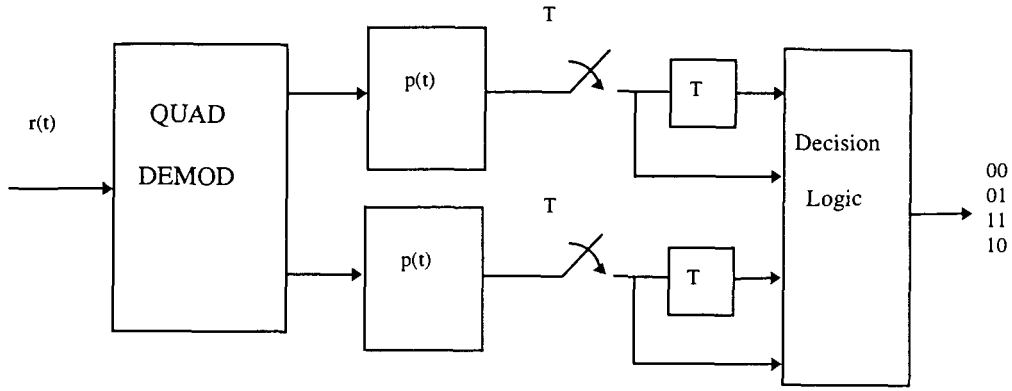 T
p(t)
T
r(t)
QUAD
DEMOD
Decision
Logic
00
01
11
10
T
p(t)
T